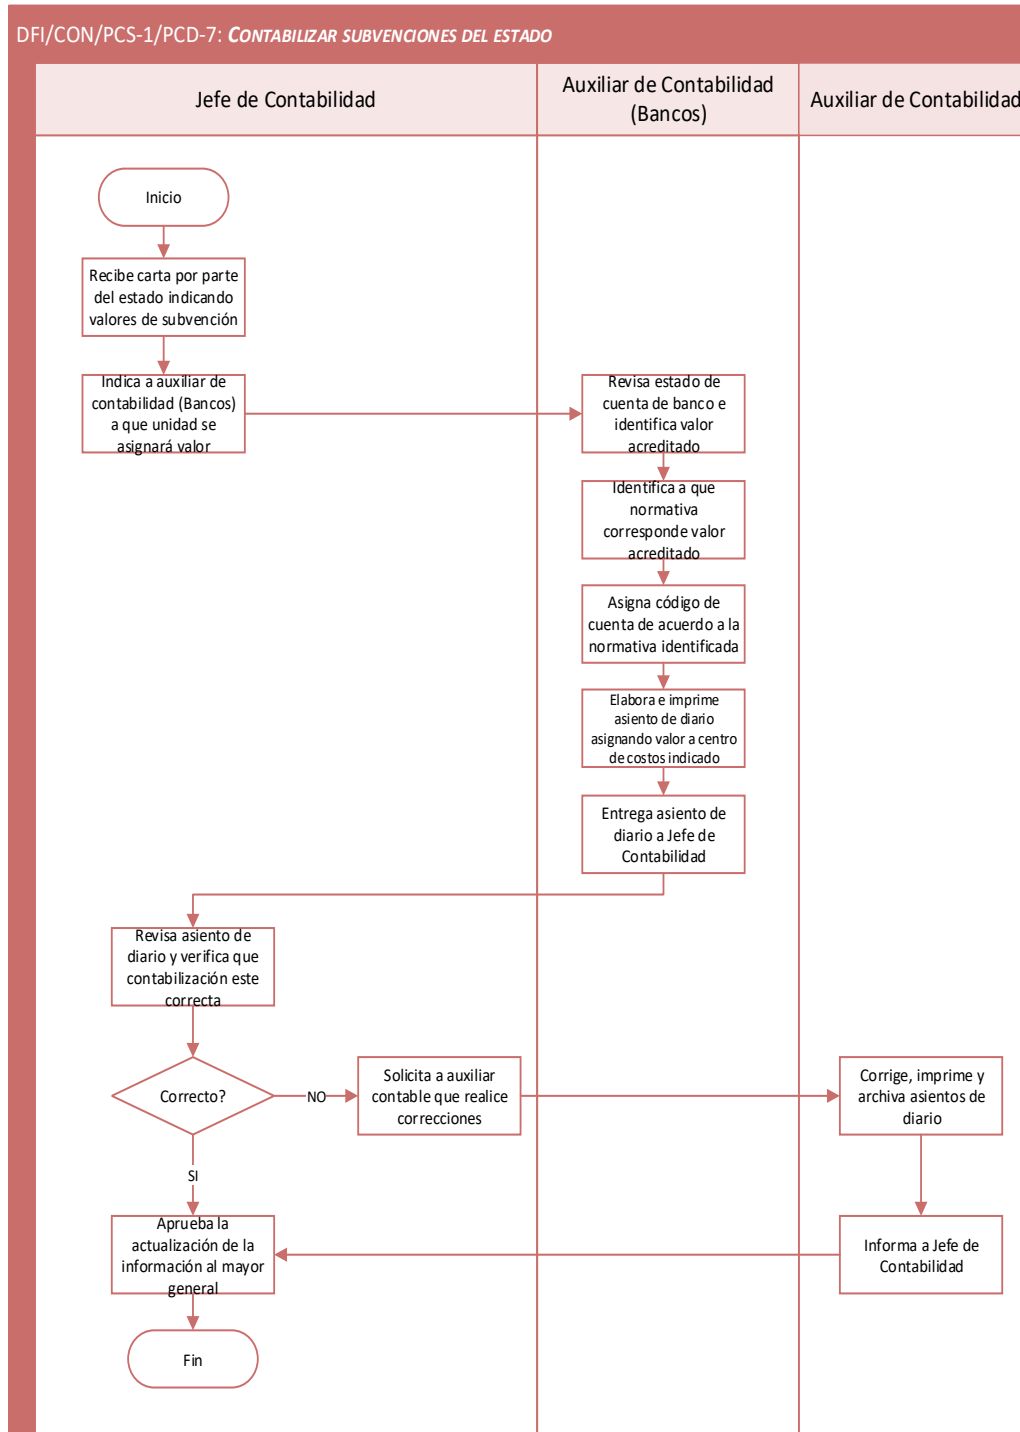 DFI/CON/PCS-1/PCD-7: CONTABILIZAR SUBVENCIONES DEL ESTADO
Jefe de Contabilidad
Auxiliar de Contabilidad
(Bancos)
Auxiliar de Contabilidad
Inicio
Recibe carta por parte
del estado indicando
valores de subvención
Indica a auxiliar de
contabilidad (Bancos)
a que unidad se
asignará valor
Revisa estado de
cuenta de banco e
identifica valor
acreditado
Identifica a que
normativa
corresponde valor
acreditado
Asigna código de
cuenta de acuerdo a la
normativa identificada
Elabora e imprime
asiento de diario
asignando valor a centro
de costos indicado
Entrega asiento de
diario a Jefe de
Contabilidad
Revisa asiento de
diario y verifica que
contabilización este
correcta
Correcto?
NO
Solicita a auxiliar
contable que realice
correcciones
Corrige, imprime y
archiva asientos de
diario
SI
Aprueba la
actualización de la
información al mayor
general
Informa a Jefe de
Contabilidad
Fin